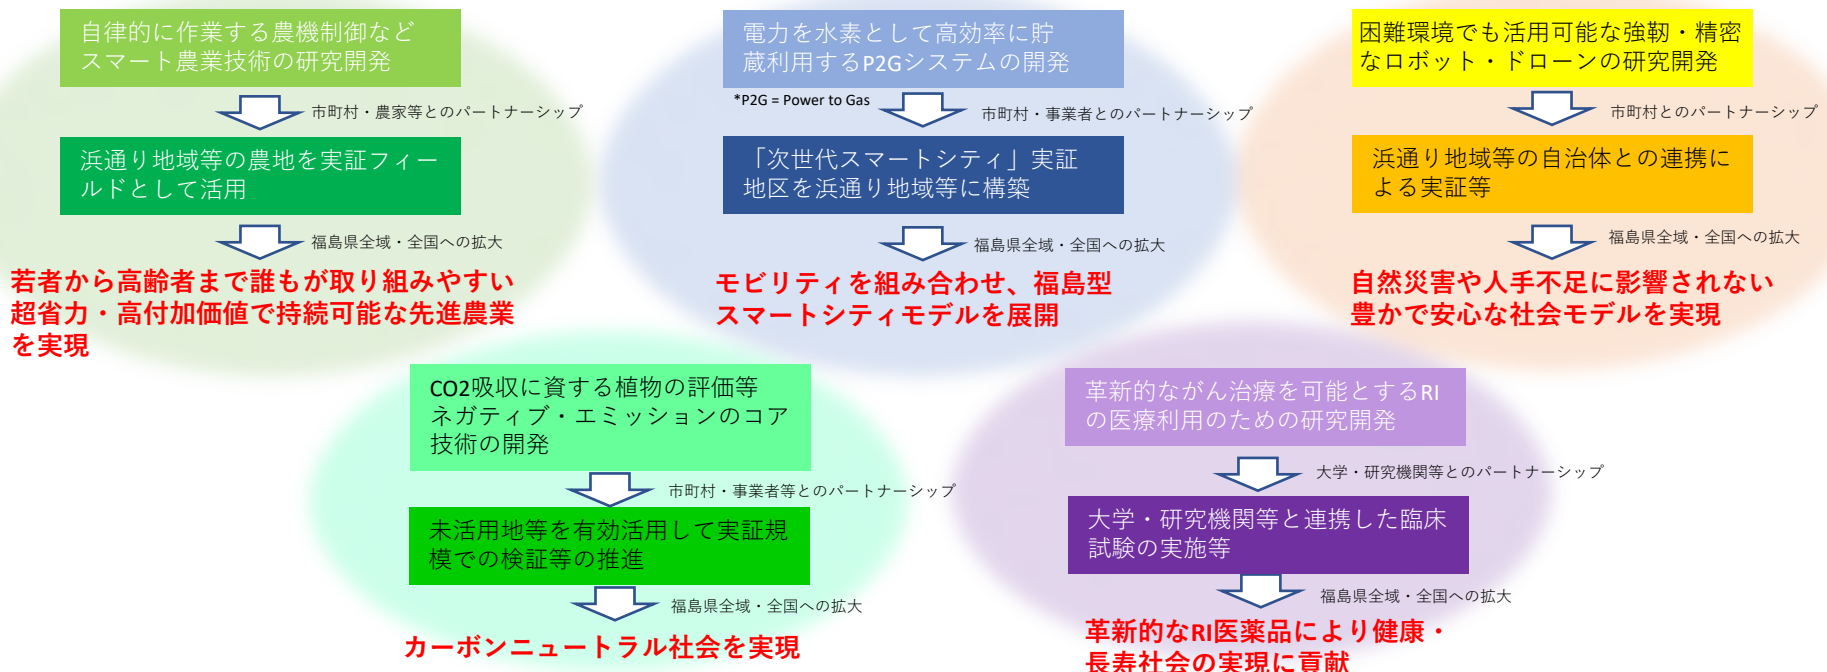 自律的に作業する農機制御など
スマート農業技術の研究開発
市町村・農家等とのパートナーシップ
浜通り地域等の農地を実証フィー
ルドとして活用
福島県全域・全国への拡大
若者から高齢者まで誰もが取り組みやすい
超省力・高付加価値で持続可能な先進農業
を実現
電力を水素として高効率に貯
蔵利用するP2Gシステムの開発
*P2G = Power to Gas
市町村・事業者とのパートナーシップ
「次世代スマートシティ」実証
地区を浜通り地域等に構築
福島県全域・全国への拡大
モビリティを組み合わせ、福島型
スマートシティモデルを展開
困難環境でも活用可能な強靭・精密
なロボット・ドローンの研究開発
市町村とのパートナーシップ
浜通り地域等の自治体との連携に
よる実証等
福島県全域・全国への拡大
自然災害や人手不足に影響されない
豊かで安心な社会モデルを実現
CO2吸収に資する植物の評価等
ネガティブ・エミッションのコア
技術の開発
市町村・事業者等とのパートナーシップ
未活用地等を有効活用して実証規
模での検証等の推進
福島県全域・全国への拡大
カーボンニュートラル社会を実現
革新的ながん治療を可能とするRI
の医療利用のための研究開発
大学・研究機関等とのパートナーシップ
大学・研究機関等と連携した臨床
試験の実施等
福島県全域・全国への拡大
革新的なRI医薬品により健康・
長寿社会の実現に貢献